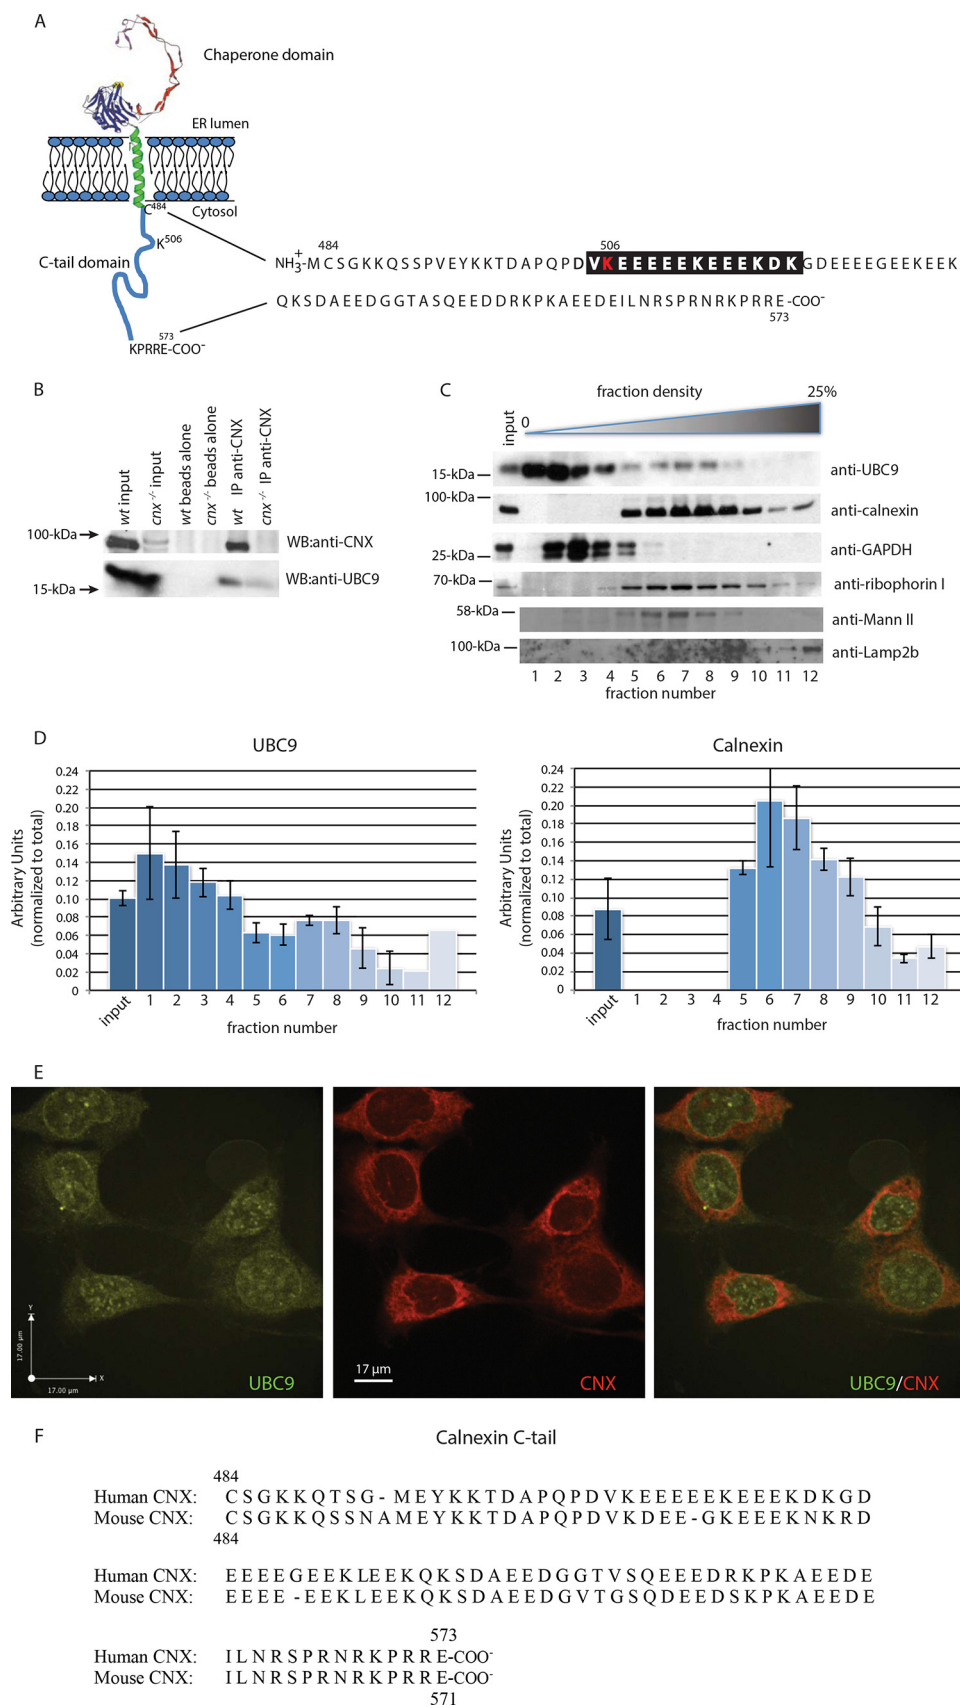 A
Chaperone domain
ER lumen
Cytosol
C484
K506
C-tail domain
573
KPRRE-COO-
484
506
NH3+-MCSGKKQSSPVEYKKTDAPQPDVKEEEEEKEEEKDKGDEEEEGEEKEEK
QKSDAEEDGGTASQEEDDRKPKAEEDEILNRSPRNRKPRRE-COO-
573
B
wt input
cnx -/- input
wt beads alone
cnx -/- beads alone
wt IP anti-CNX
cnx -/- IP anti-CNX
100-kDa
WB:anti-CNX
15-kDa
WB:anti-UBC9
C
fraction density
input
0
25%
15-kDa
anti-UBC9
100-kDa
anti-calnexin
25-kDa
anti-GAPDH
70-kDa
anti-ribophorin I
58-kDa
anti-Mann II
100-kDa
anti-Lamp2b
1 2 3 4 5 6 7 8 9 10 11 12
fraction number
D
UBC9
Arbitrary Units
(normalized to total)
0.24
0.22
0.20
0.18
0.16
0.14
0.12
0.10
0.08
0.06
0.04
0.02
0
input 1 2 3 4 5 6 7 8 9 10 11 12
fraction number
Calnexin
Arbitrary Units
(normalized to total)
0.24
0.22
0.20
0.18
0.16
0.14
0.12
0.10
0.08
0.06
0.04
0.02
0
input 1 2 3 4 5 6 7 8 9 10 11 12
fraction number
E
Y
17.00 µm
X
17.00 µm
UBC9
17 µm
CNX
UBC9/CNX
F
Calnexin C-tail
484
Human CNX: CSGKKQTSG-MEYKKTDAPQPDVKEEEEEKEEEKDKGD
Mouse CNX: CSGKKQSSNAMEYKKTDAPQPDVKDEE-GKEEEKNKRD
484
Human CNX: EEEEGEEKLEEKQKSDAEEDGGTVSQEEEDRKPKAEEDE
Mouse CNX: EEEE-EEKLEEKQKSDAEEDGVTGSQDEEDSKPKAEEDE
573
Human CNX: ILNRSPRNRKPRRE-COO-
Mouse CNX: ILNRSPRNRKPRRE-COO-
571